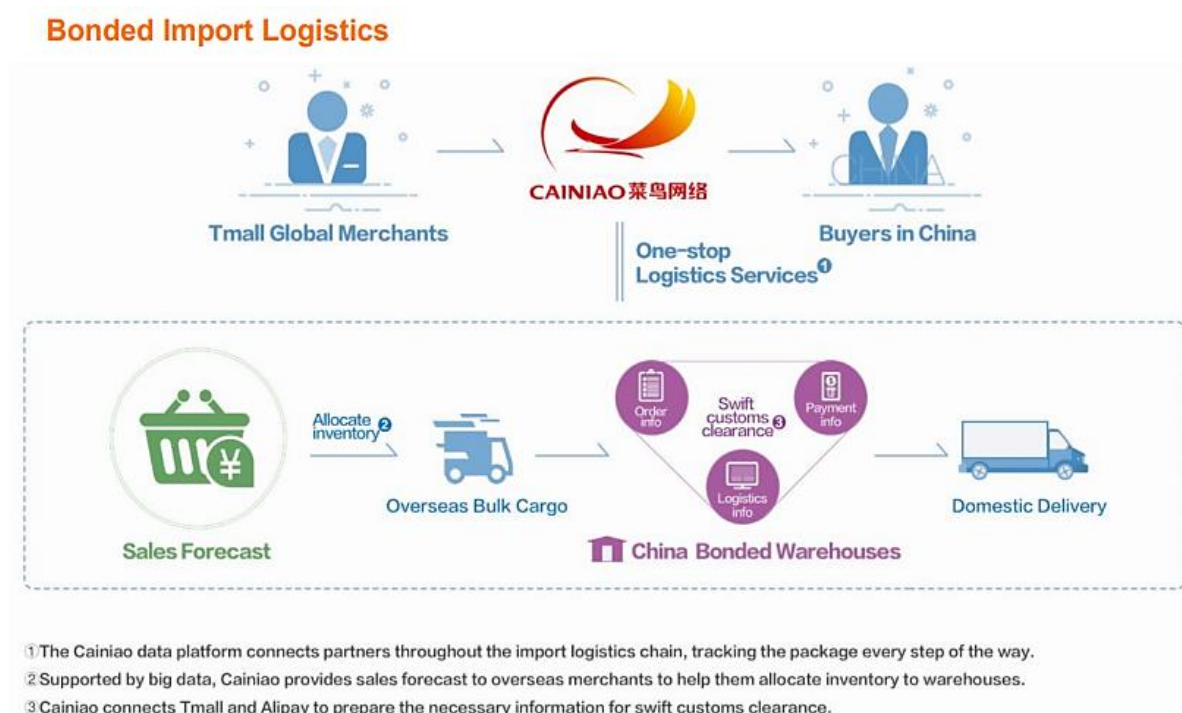 Bonded Import Logistics
CAINIAO菜鸟网络
CHINA
Tmall Global Merchants
Buyers in China
One-stop
Logistics Services①
Allocate
inventory②
Overseas Bulk Cargo
Order
info
Swift
customs
clearance③
Payment
info
Logistics
info
¥
Sales Forecast
China Bonded Warehouses
Domestic Delivery
①The Cainiao data platform connects partners throughout the import logistics chain, tracking the package every step of the way.
②Supported by big data, Cainiao provides sales forecast to overseas merchants to help them allocate inventory to warehouses.
③Cainiao connects Tmall and Alipay to prepare the necessary information for swift customs clearance.